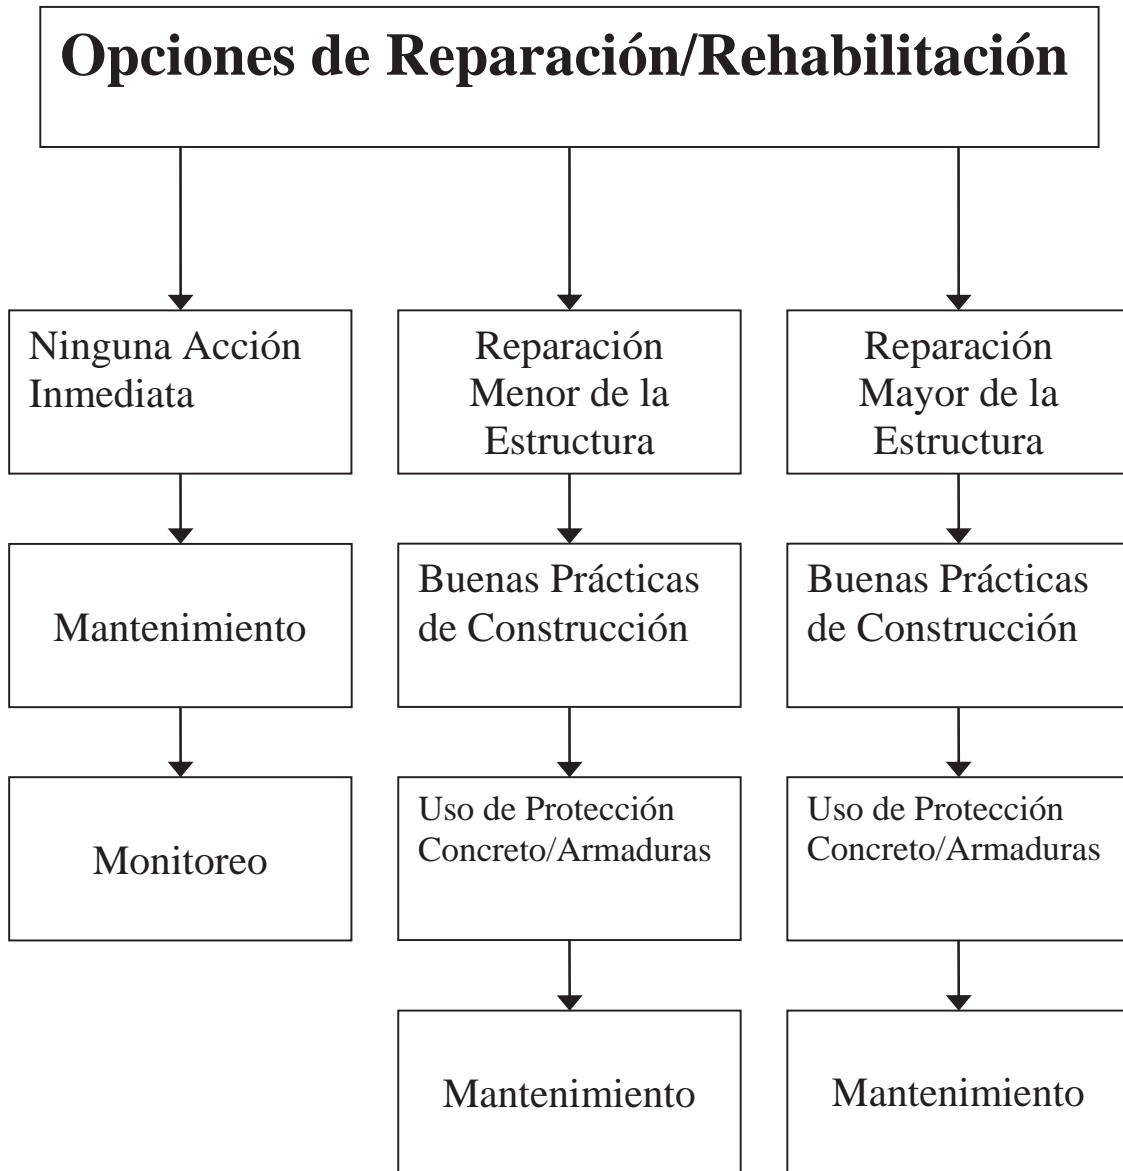 Opciones de Reparación/Rehabilitación
Ninguna Acción
Inmediata
Reparación
Menor de la
Estructura
Reparación
Mayor de la
Estructura
Mantenimiento
Buenas Prácticas
de Construcción
Buenas Prácticas
de Construcción
Monitoreo
Uso de Protección
Concreto/Armaduras
Uso de Protección
Concreto/Armaduras
Mantenimiento
Mantenimiento